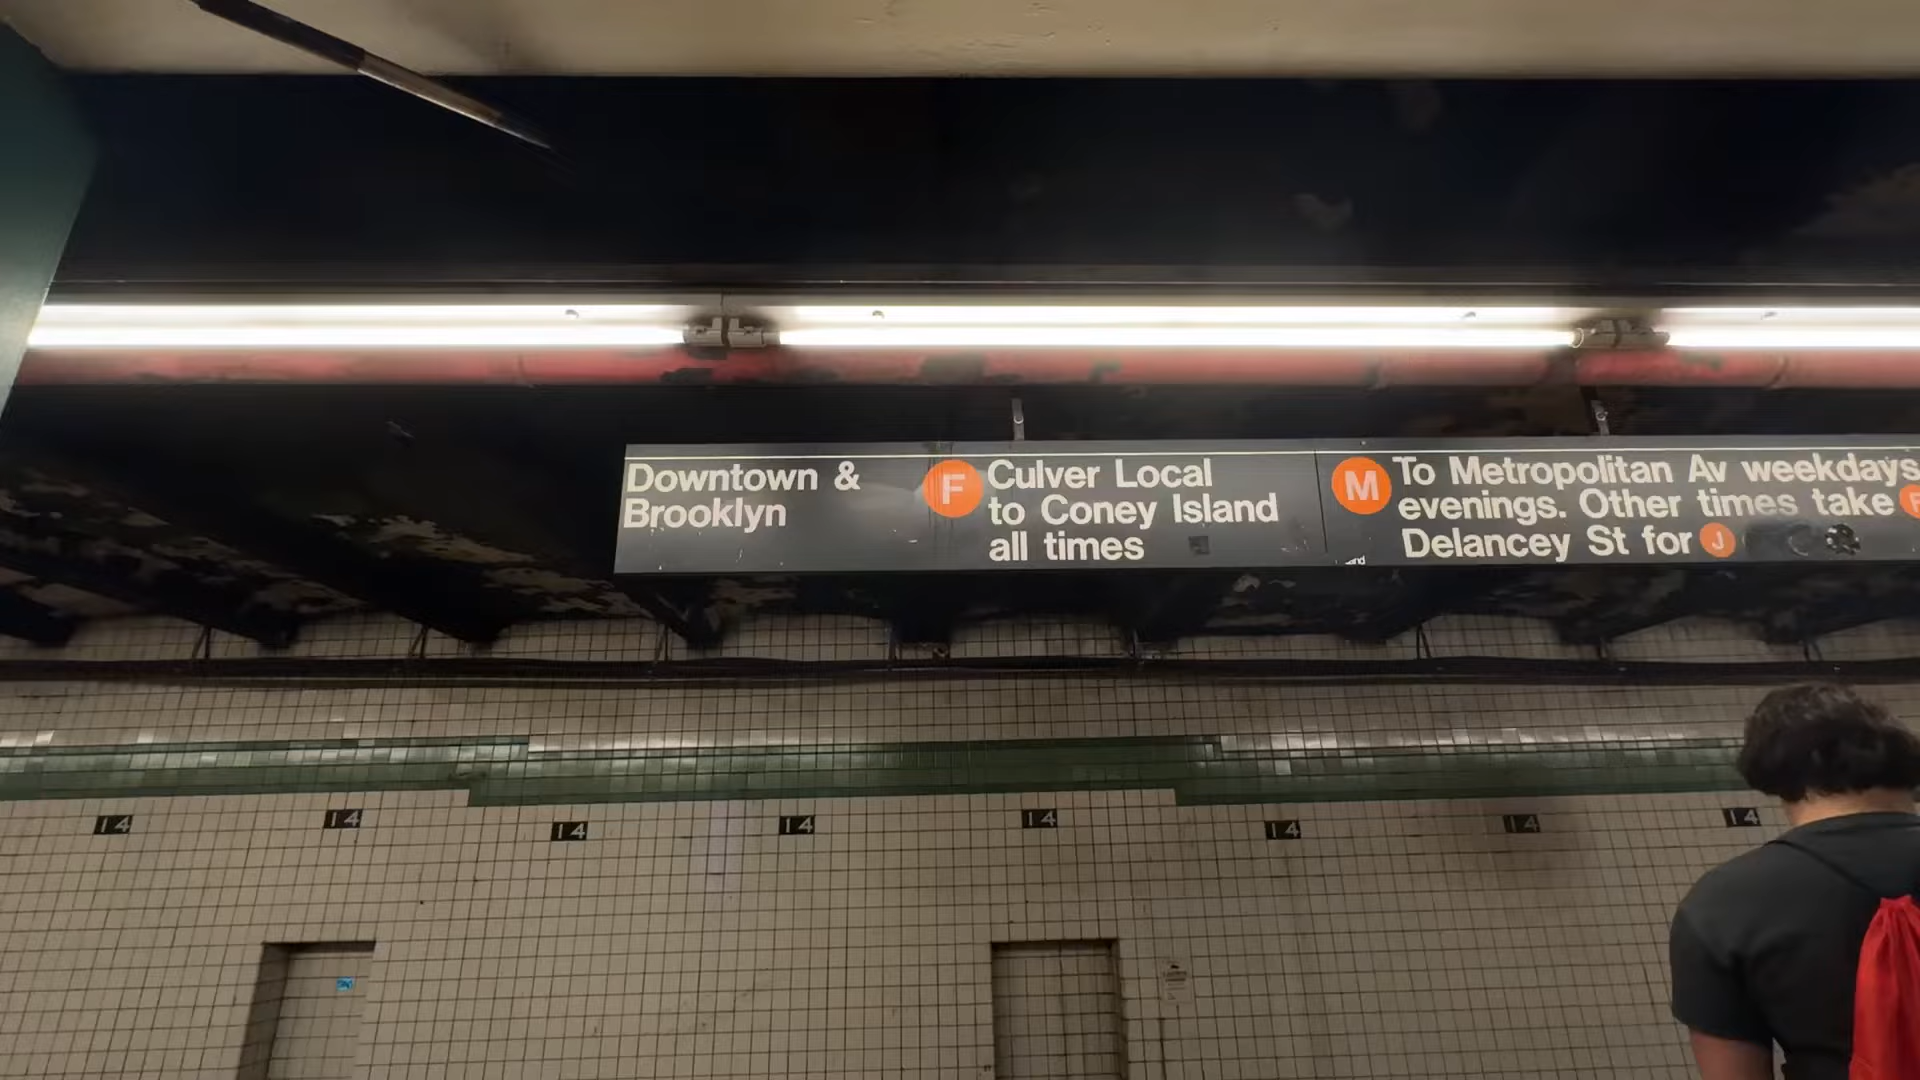 Downtown &
Brooklyn
F
Culver Local
to Coney Island
all times
M
To Metropolitan Av weekdays
evenings. Other times take F
Delancey St for J
14
14
14
14
14
14
14
14